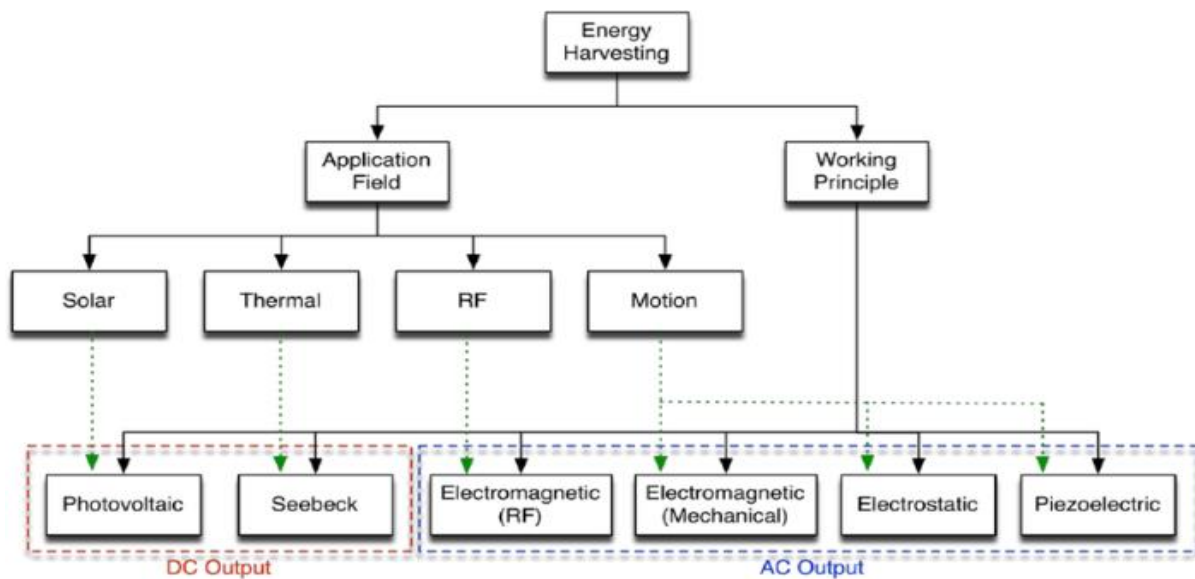 Energy
Harvesting
Application
Field
Working
Principle
Solar
Thermal
RF
Motion
Photovoltaic
Seebeck
Electromagnetic
(RF)
Electromagnetic
(Mechanical)
Electrostatic
Piezoelectric
DC Output
AC Output